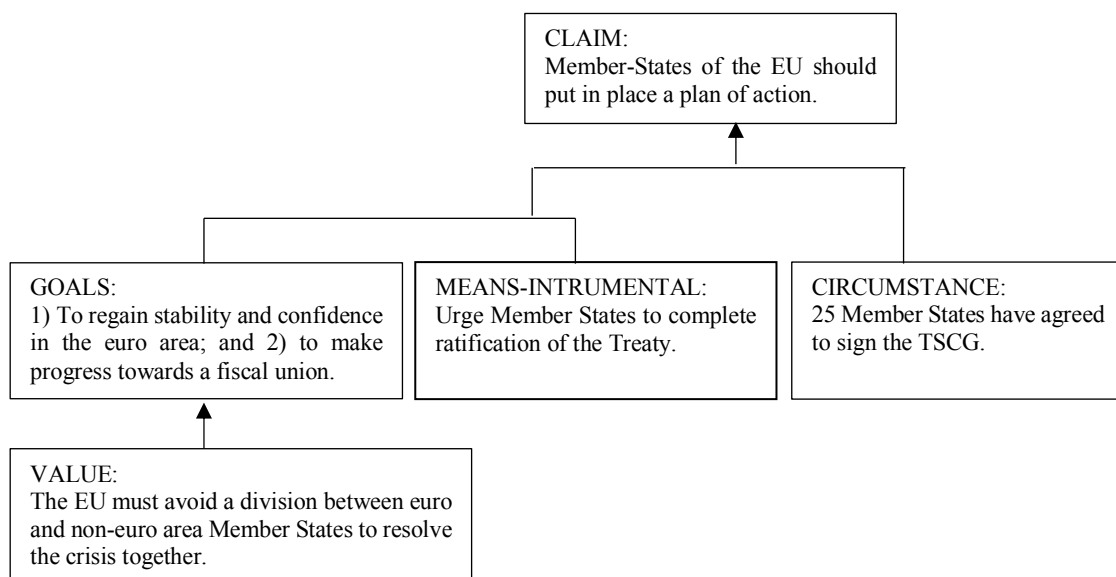 CLAIM:
Member-States of the EU should
put in place a plan of action.
GOALS:
1) To regain stability and confidence
in the euro area; and 2) to make
progress towards a fiscal union.
MEANS-INTRUMENTAL:
Urge Member States to complete
ratification of the Treaty.
CIRCUMSTANCE:
25 Member States have agreed
to sign the TSCG.
VALUE:
The EU must avoid a division between euro
and non-euro area Member States to resolve
the crisis together.